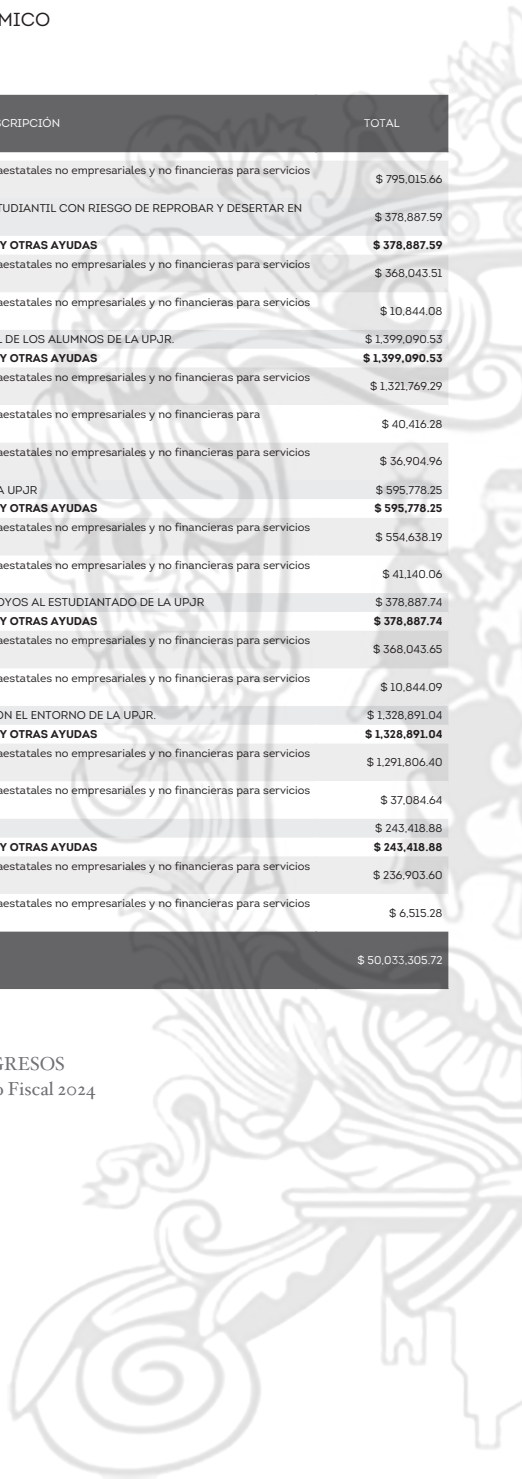 MICO
SCRIPCIÓN TOTAL
aestatales no empresariales y no financieras para servicios $ 795,015.66
TUDIANTIL CON RIESGO DE REPROBAR Y DESERTAR EN $ 378,887.59
Y OTRAS AYUDAS $ 378,887.59
aestatales no empresariales y no financieras para servicios $ 368,043.51
aestatales no empresariales y no financieras para servicios $ 10,844.08
L DE LOS ALUMNOS DE LA UPJR. $ 1,399,090.53
Y OTRAS AYUDAS $ 1,399,090.53
aestatales no empresariales y no financieras para servicios $ 1,321,769.29
aestatales no empresariales y no financieras para $ 40,416.28
aestatales no empresariales y no financieras para servicios $ 36,904.96
A UPJR $ 595,778.25
Y OTRAS AYUDAS $ 595,778.25
aestatales no empresariales y no financieras para servicios $ 554,638.19
aestatales no empresariales y no financieras para servicios $ 41,140.06
OYOS AL ESTUDIANTADO DE LA UPJR $ 378,887.74
Y OTRAS AYUDAS $ 378,887.74
aestatales no empresariales y no financieras para servicios $ 368,043.65
aestatales no empresariales y no financieras para servicios $ 10,844.09
ON EL ENTORNO DE LA UPJR. $ 1,328,891.04
Y OTRAS AYUDAS $ 1,328,891.04
aestatales no empresariales y no financieras para servicios $ 1,291,806.40
aestatales no empresariales y no financieras para servicios $ 37,084.64
$ 243,418.88
Y OTRAS AYUDAS $ 243,418.88
aestatales no empresariales y no financieras para servicios $ 236,903.60
aestatales no empresariales y no financieras para servicios $ 6,515.28
$ 50,033,305.72
GRESOS
o Fiscal 2024